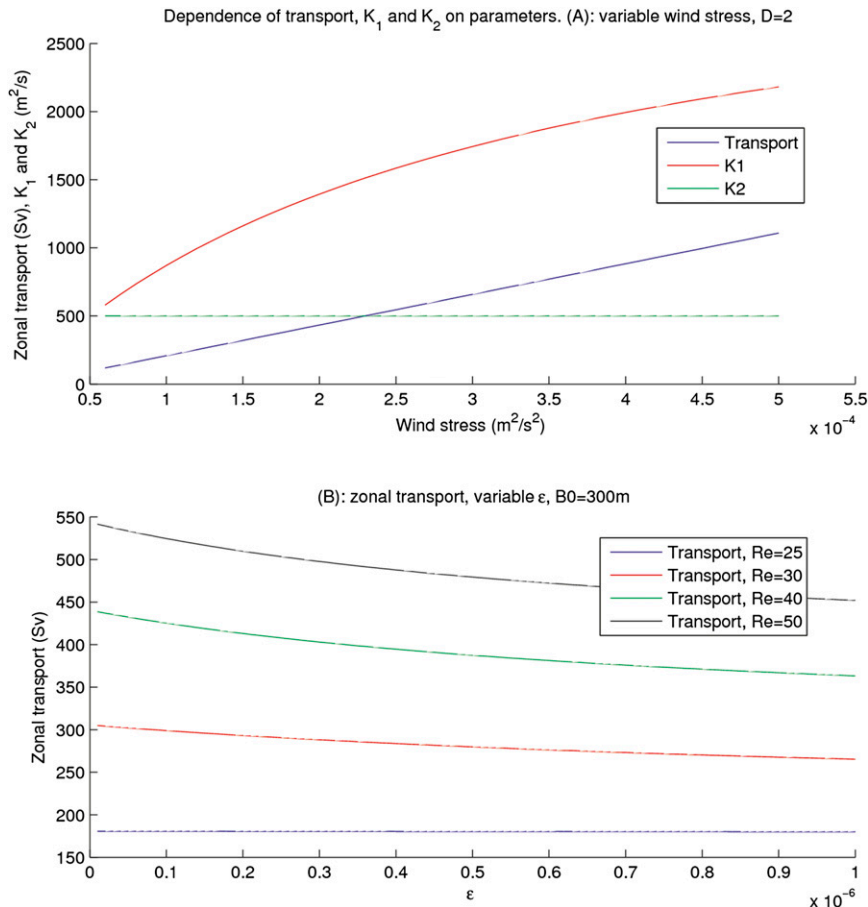 Dependence of transport, K₁ and K₂ on parameters. (A): variable wind stress, D=2
Zonal transport (Sv), K₁ and K₂ (m²/s)
2500
2000
1500
1000
500
0
Transport
K1
K2
0.5 1 1.5 2 2.5 3 3.5 4 4.5 5 5.5
Wind stress (m²/s²)
x 10⁻⁴
(B): zonal transport, variable ε, B0=300m
Zonal transport (Sv)
550
500
450
400
350
300
250
200
150
Transport, Re=25
Transport, Re=30
Transport, Re=40
Transport, Re=50
0 0.1 0.2 0.3 0.4 0.5 0.6 0.7 0.8 0.9 1
ε
x 10⁻⁶